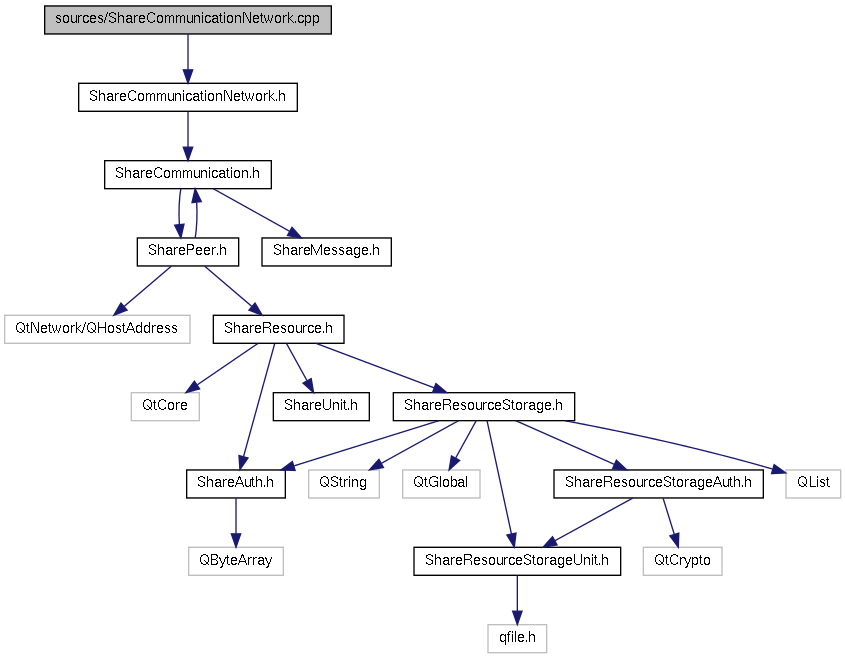 sources/ShareCommunicationNetwork.cpp
ShareCommunicationNetwork.h
ShareCommunication.h
SharePeer.h
ShareMessage.h
QtNetwork/QHostAddress
ShareResource.h
QtCore
ShareUnit.h
ShareResourceStorage.h
ShareAuth.h
QString
QtGlobal
ShareResourceStorageAuth.h
QList
QByteArray
ShareResourceStorageUnit.h
QtCrypto
qfile.h